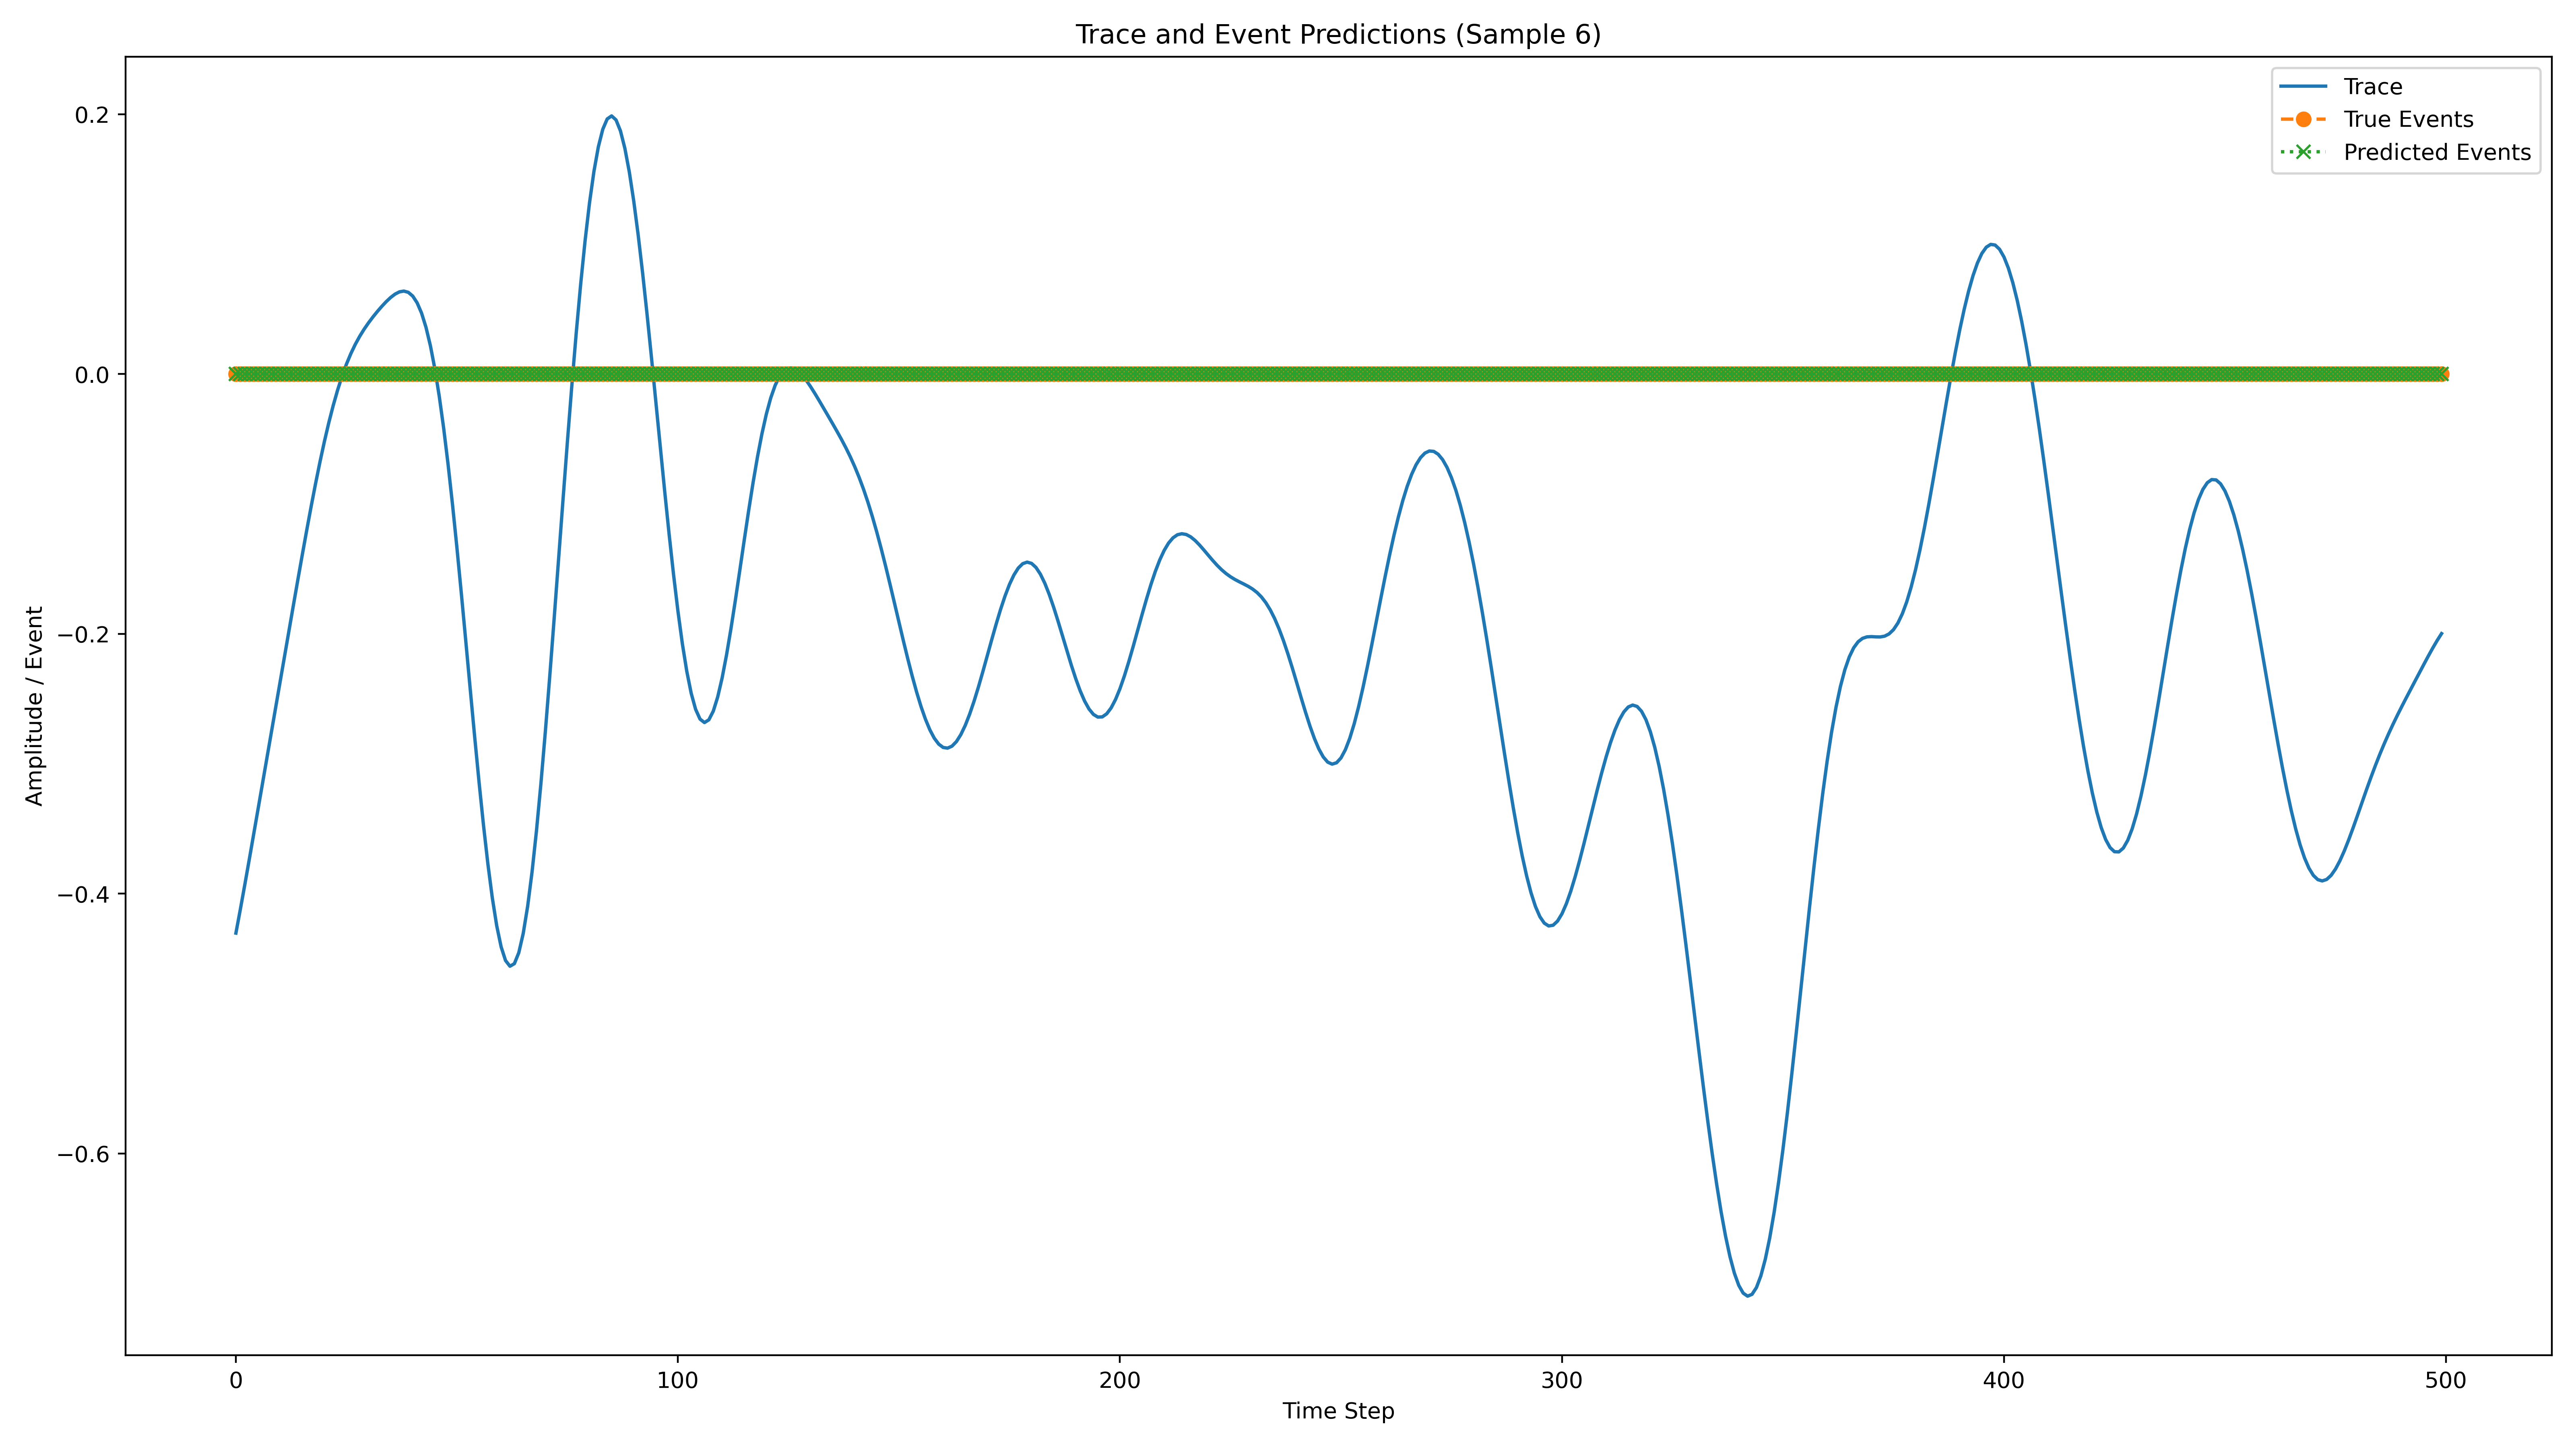 Trace and Event Predictions (Sample 6)
Trace
True Events
Predicted Events
0.2
0.0
−0.2
−0.4
−0.6
Amplitude / Event
0 100 200 300 400 500
Time Step